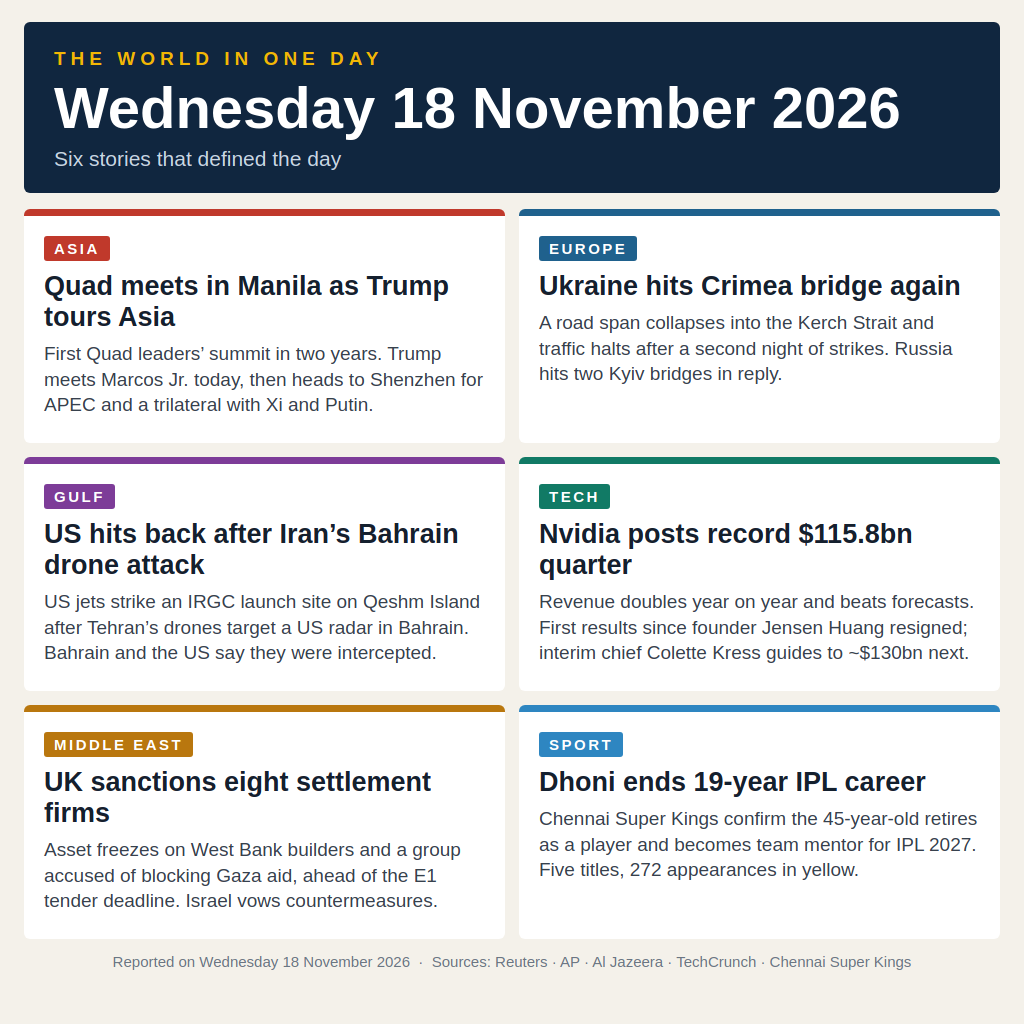 THE WORLD IN ONE DAY
Wednesday 18 November 2026
Six stories that defined the day
ASIA
Quad meets in Manila as Trump
tours Asia
First Quad leaders’ summit in two years. Trump
meets Marcos Jr. today, then heads to Shenzhen for
APEC and a trilateral with Xi and Putin.
EUROPE
Ukraine hits Crimea bridge again
A road span collapses into the Kerch Strait and
traffic halts after a second night of strikes. Russia
hits two Kyiv bridges in reply.
GULF
US hits back after Iran’s Bahrain
drone attack
US jets strike an IRGC launch site on Qeshm Island
after Tehran’s drones target a US radar in Bahrain.
Bahrain and the US say they were intercepted.
TECH
Nvidia posts record $115.8bn
quarter
Revenue doubles year on year and beats forecasts.
First results since founder Jensen Huang resigned;
interim chief Colette Kress guides to ~$130bn next.
MIDDLE EAST
UK sanctions eight settlement
firms
Asset freezes on West Bank builders and a group
accused of blocking Gaza aid, ahead of the E1
tender deadline. Israel vows countermeasures.
SPORT
Dhoni ends 19-year IPL career
Chennai Super Kings confirm the 45-year-old retires
as a player and becomes team mentor for IPL 2027.
Five titles, 272 appearances in yellow.
Reported on Wednesday 18 November 2026 · Sources: Reuters · AP · Al Jazeera · TechCrunch · Chennai Super Kings